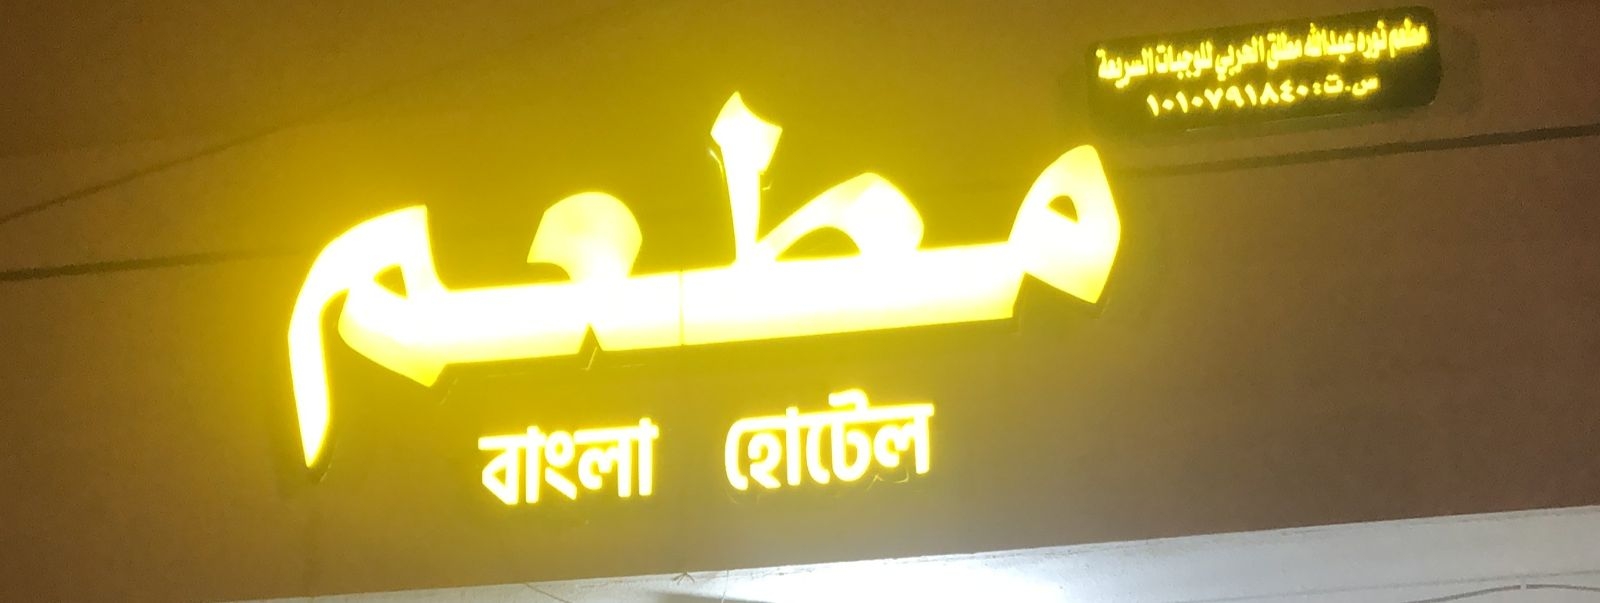 مطعم نوره عبدالله مطلق الحربي للوجبات السريعة
س.ت: ١٠١٠٧٩١٨٤٠
مطعم
বাংলা হোটেল